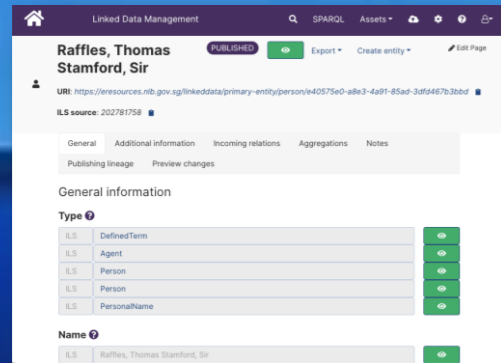 Linked Data Management SPARQL Assets
Raffles, Thomas Stamford, Sir PUBLISHED Export Create entity Edit Page
URI: https://eresources.nlb.gov.sg/linkeddata/primary-entity/person/e40575e0-a8e3-4a91-85ad-3dfd467b3bbd
ILS source: 202781758
General Additional information Incoming relations Aggregations Notes
Publishing lineage Preview changes
General information
Type
ILS DefinedTerm
ILS Agent
ILS Person
ILS Person
ILS PersonalName
Name
ILS Raffles, Thomas Stamford, Sir